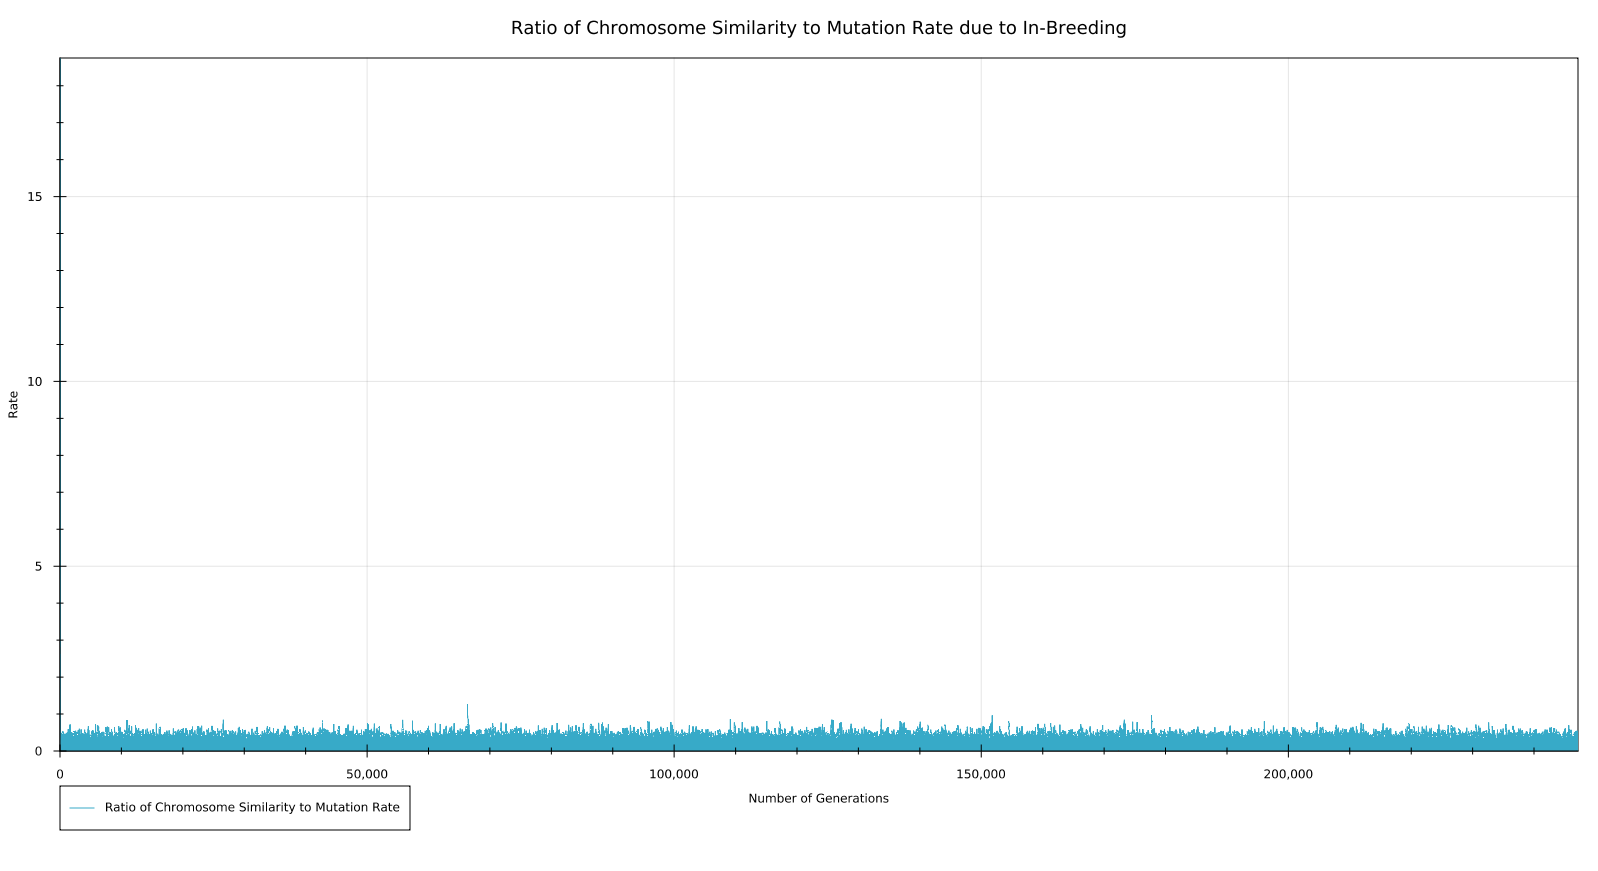 Ratio of Chromosome Similarity to Mutation Rate due to In-Breeding
15
10
Rate
5
0
0 50,000 100,000 150,000 200,000
Number of Generations
Ratio of Chromosome Similarity to Mutation Rate